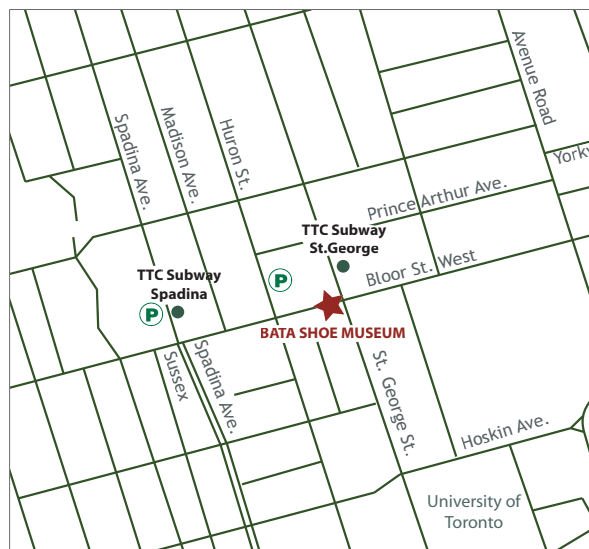 Avenue Road
Spadina Ave.
Madison Ave.
Huron St.
Yorkv
Prince Arthur Ave.
TTC Subway
St.George
Bloor St. West
TTC Subway
Spadina
P
P
BATA SHOE MUSEUM
Sussex
Spadina Ave.
St. George St.
Hoskin Ave.
University of
Toronto